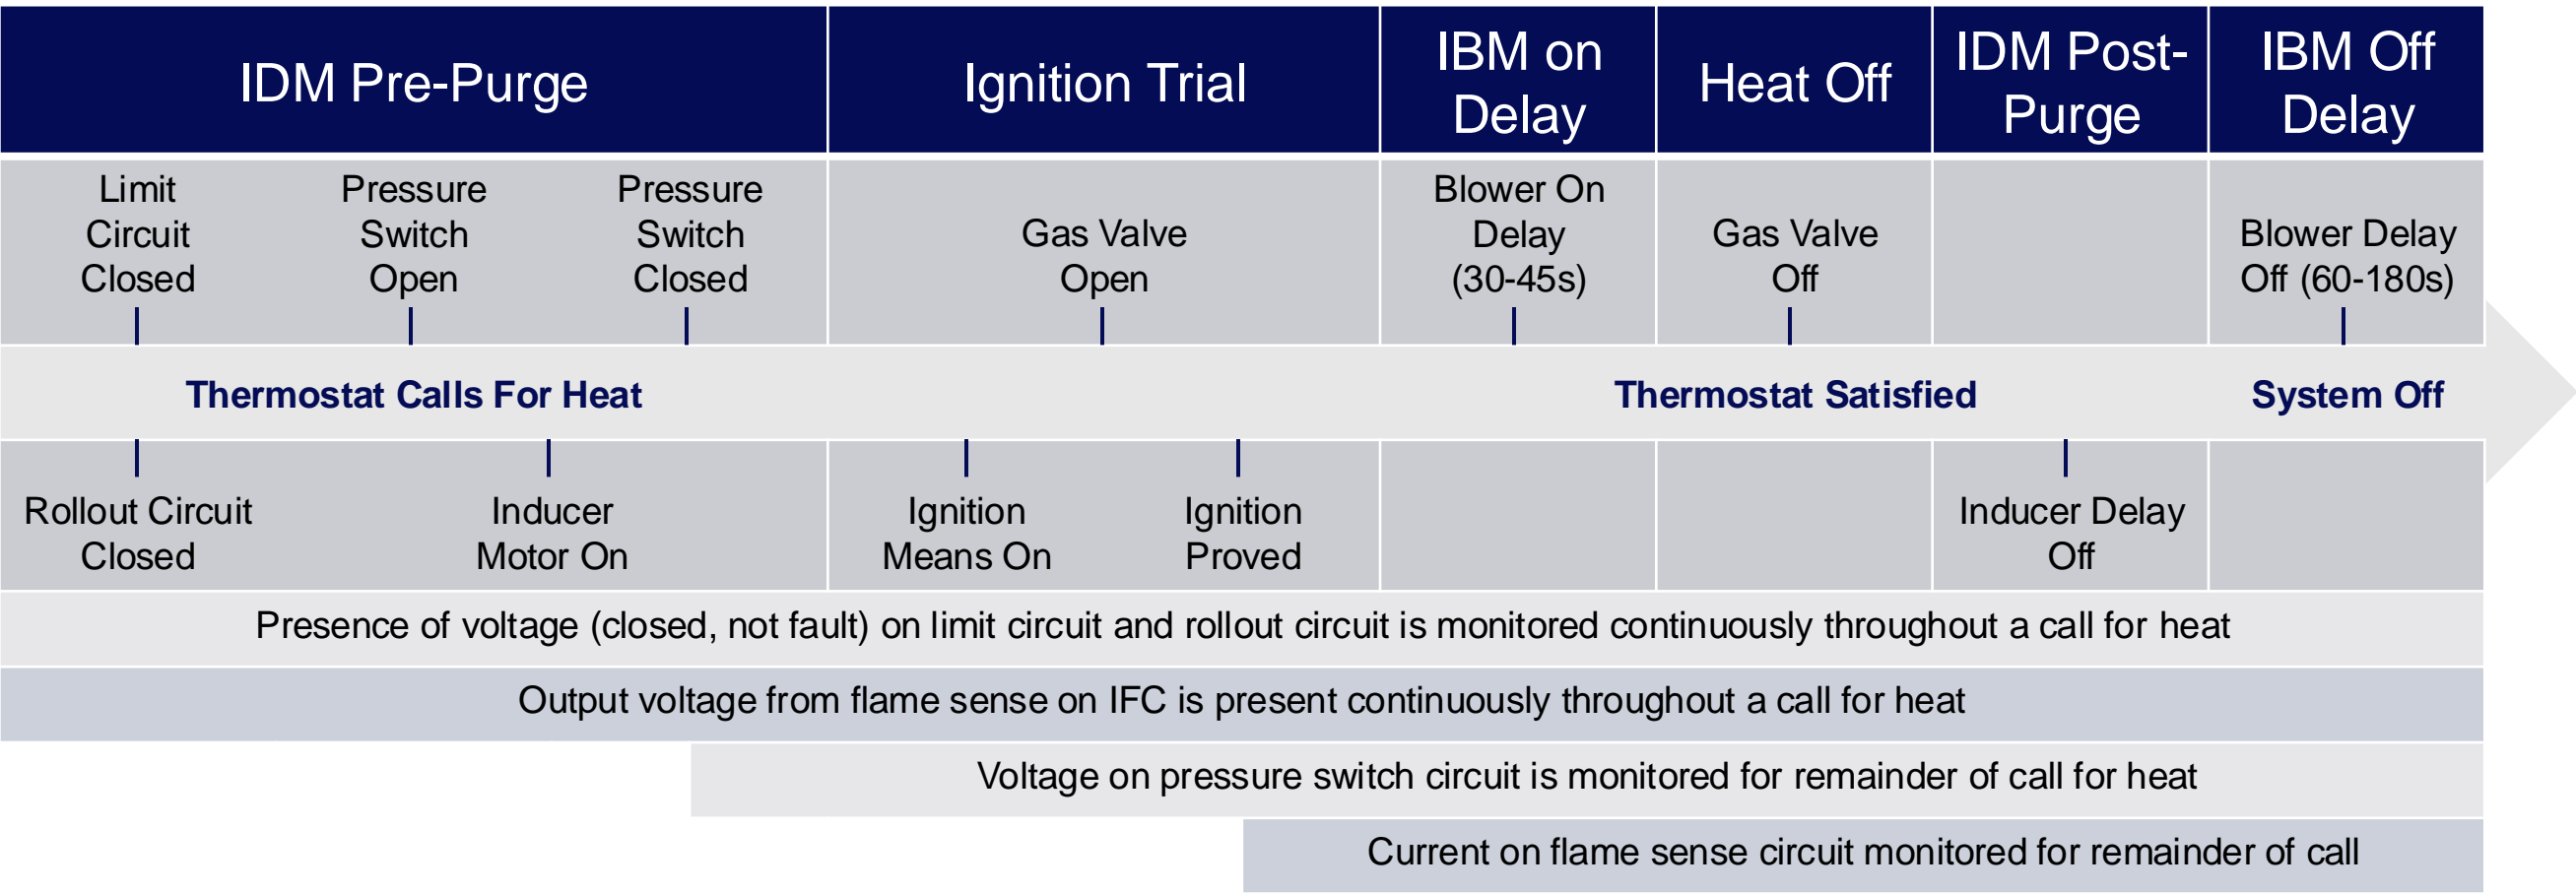 IDM Pre-Purge
Ignition Trial
IBM on
Delay
Heat Off
IDM Post-
Purge
IBM Off
Delay
Limit
Circuit
Closed
Pressure
Switch
Open
Pressure
Switch
Closed
Gas Valve
Open
Blower On
Delay
(30-45s)
Gas Valve
Off
Blower Delay
Off (60-180s)
Thermostat Calls For Heat
Thermostat Satisfied
System Off
Rollout Circuit
Closed
Inducer
Motor On
Ignition
Means On
Ignition
Proved
Inducer Delay
Off
Presence of voltage (closed, not fault) on limit circuit and rollout circuit is monitored continuously throughout a call for heat
Output voltage from flame sense on IFC is present continuously throughout a call for heat
Voltage on pressure switch circuit is monitored for remainder of call for heat
Current on flame sense circuit monitored for remainder of call